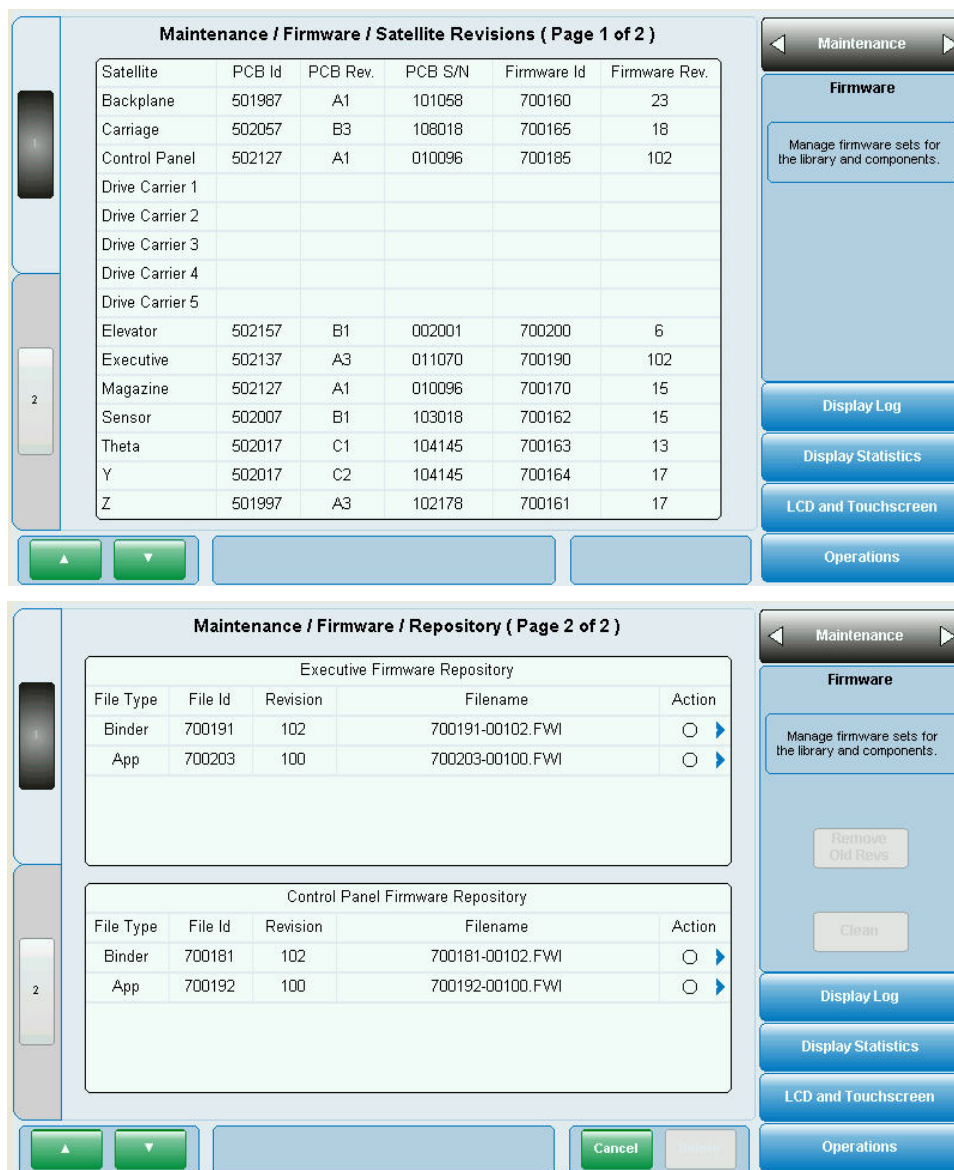 Maintenance / Firmware / Satellite Revisions ( Page 1 of 2 )
Satellite PCB Id PCB Rev. PCB S/N Firmware Id Firmware Rev.
Backplane 501987 A1 101058 700160 23
Carriage 502057 B3 108018 700165 18
Control Panel 502127 A1 010096 700185 102
Drive Carrier 1
Drive Carrier 2
Drive Carrier 3
Drive Carrier 4
Drive Carrier 5
Elevator 502157 B1 002001 700200 6
Executive 502137 A3 011070 700190 102
Magazine 502127 A1 010096 700170 15
Sensor 502007 B1 103018 700162 15
Theta 502017 C1 104145 700163 13
Y 502017 C2 104145 700164 17
Z 501997 A3 102178 700161 17
1
2
Maintenance
Firmware
Manage firmware sets for
the library and components.
Display Log
Display Statistics
LCD and Touchscreen
Operations
Maintenance / Firmware / Repository ( Page 2 of 2 )
Executive Firmware Repository
File Type File Id Revision Filename Action
Binder 700191 102 700191-00102.FWI
App 700203 100 700203-00100.FWI
Control Panel Firmware Repository
File Type File Id Revision Filename Action
Binder 700181 102 700181-00102.FWI
App 700192 100 700192-00100.FWI
1
2
Cancel
Maintenance
Firmware
Manage firmware sets for
the library and components.
Remove
Old Revs
Clean
Display Log
Display Statistics
LCD and Touchscreen
Operations